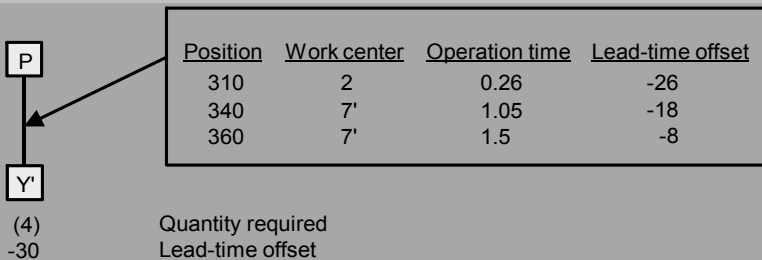 P
Position Work center Operation time Lead-time offset
310 2 0.26 -26
340 7' 1.05 -18
360 7' 1.5 -8
Y'
(4) Quantity required
-30 Lead-time offset